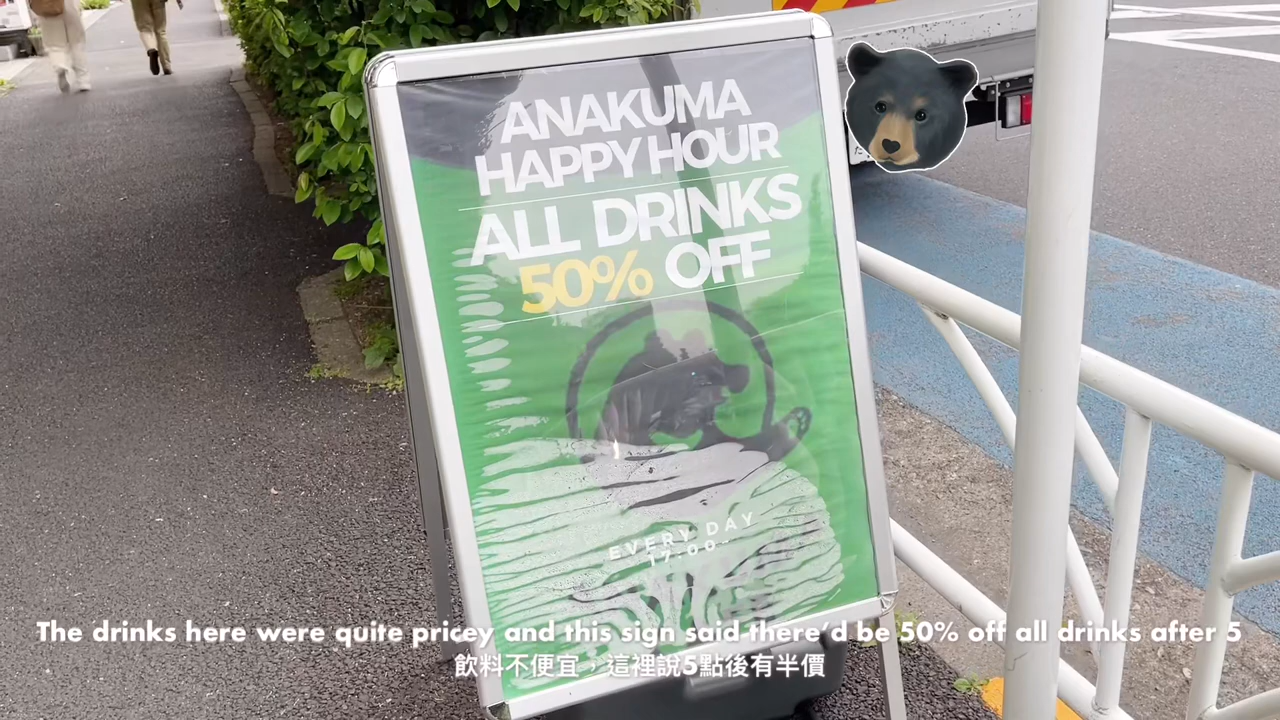 ANAKUMA
HAPPY HOUR
ALL DRINKS
50% OFF
EVERY DAY
17:00~
The drinks here were quite pricey and this sign said there'd be 50% off all drinks after 5
飲料不便宜，這裡說5點後有半價